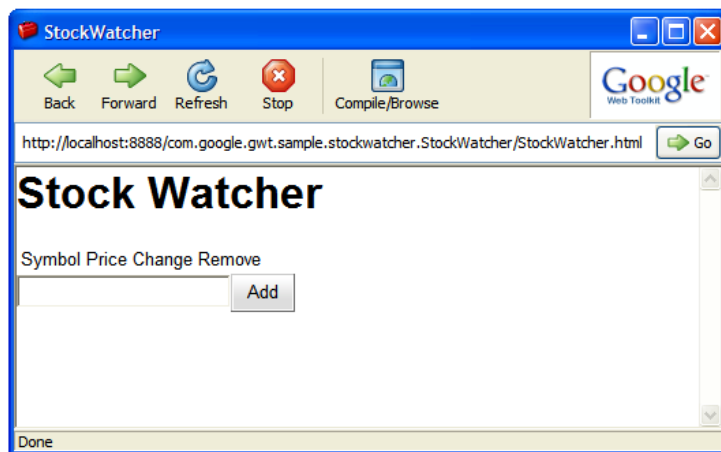 StockWatcher
Back Forward Refresh Stop Compile/Browse
Google
Web Toolkit
http://localhost:8888/com.google.gwt.sample.stockwatcher.StockWatcher/StockWatcher.html Go
Stock Watcher
Symbol Price Change Remove
Add
Done